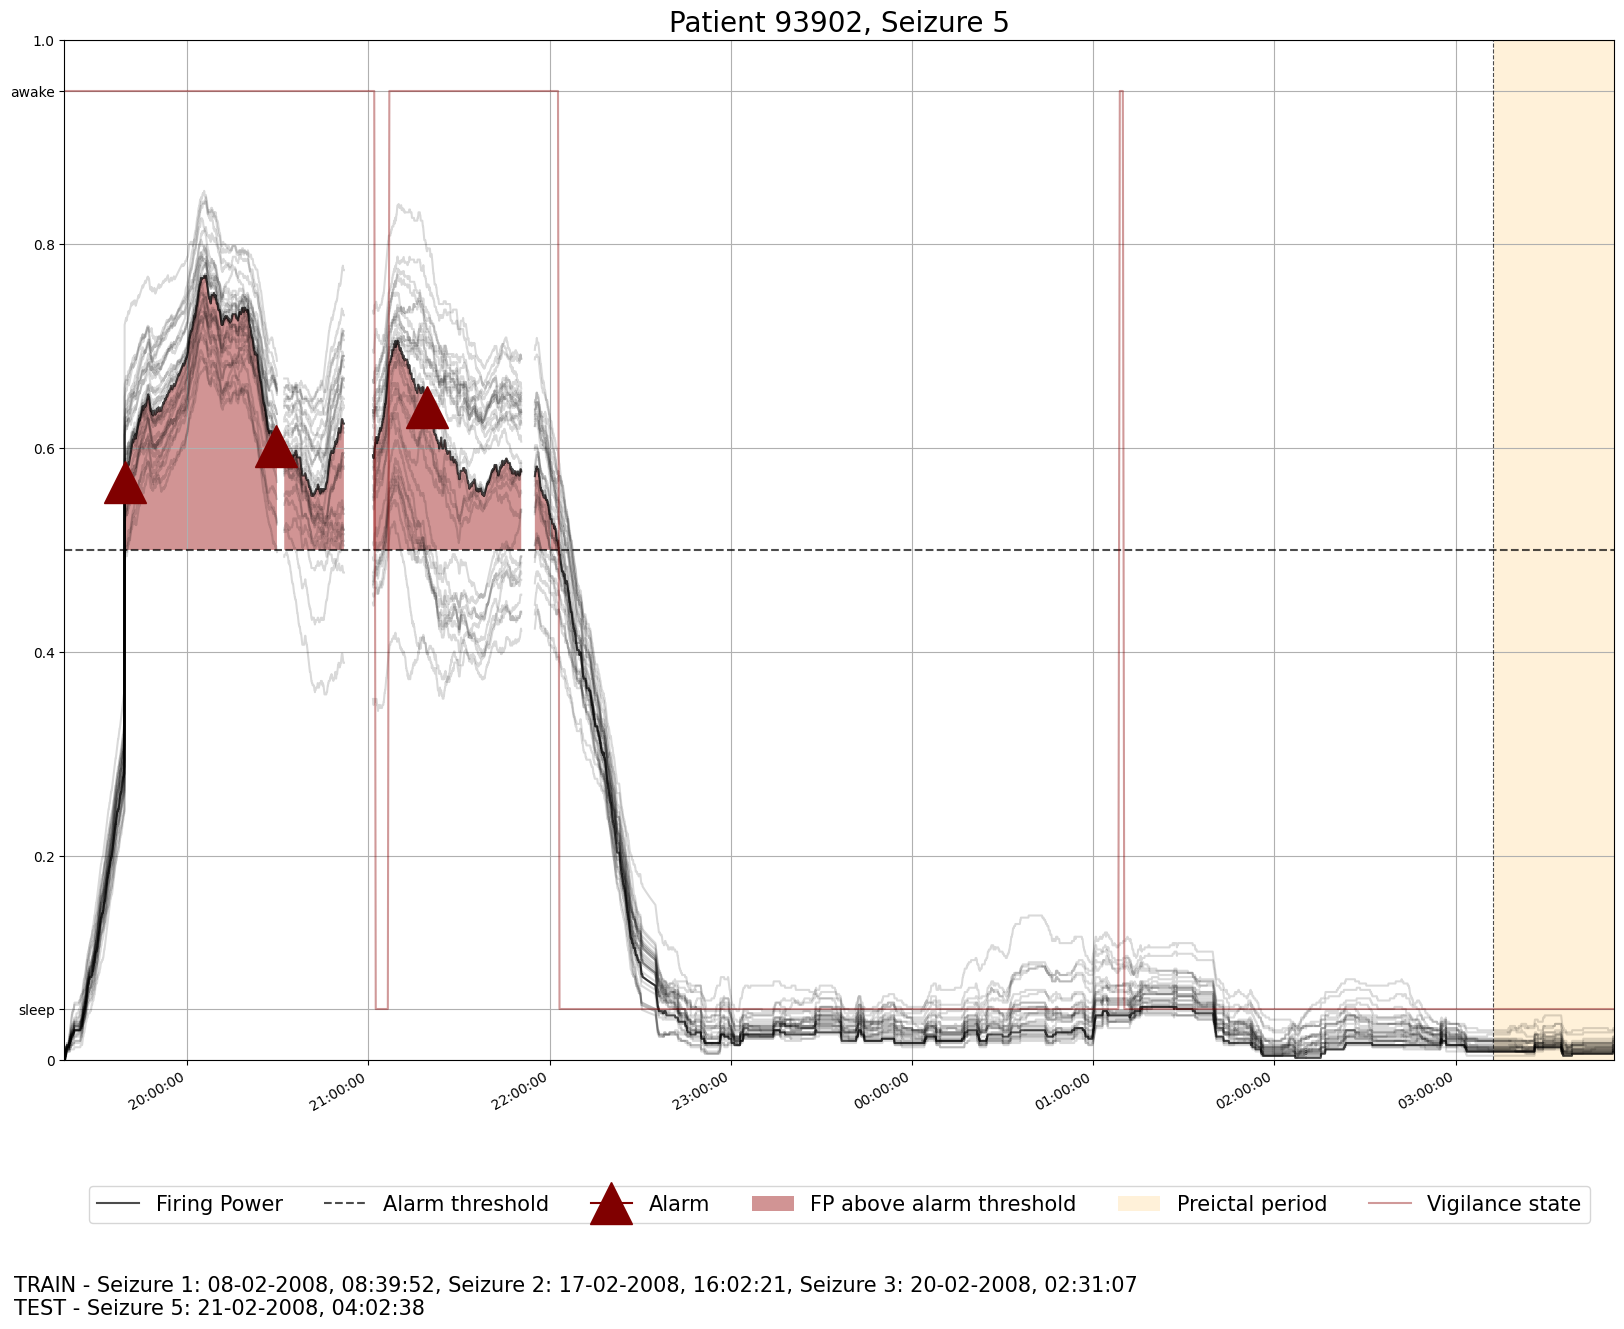 Patient 93902, Seizure 5
1.0
awake
0.8
0.6
0.4
0.2
sleep
0
20:00:00
21:00:00
22:00:00
23:00:00
00:00:00
01:00:00
02:00:00
03:00:00
Firing Power
Alarm threshold
Alarm
FP above alarm threshold
Preictal period
Vigilance state
TRAIN - Seizure 1: 08-02-2008, 08:39:52, Seizure 2: 17-02-2008, 16:02:21, Seizure 3: 20-02-2008, 02:31:07
TEST - Seizure 5: 21-02-2008, 04:02:38